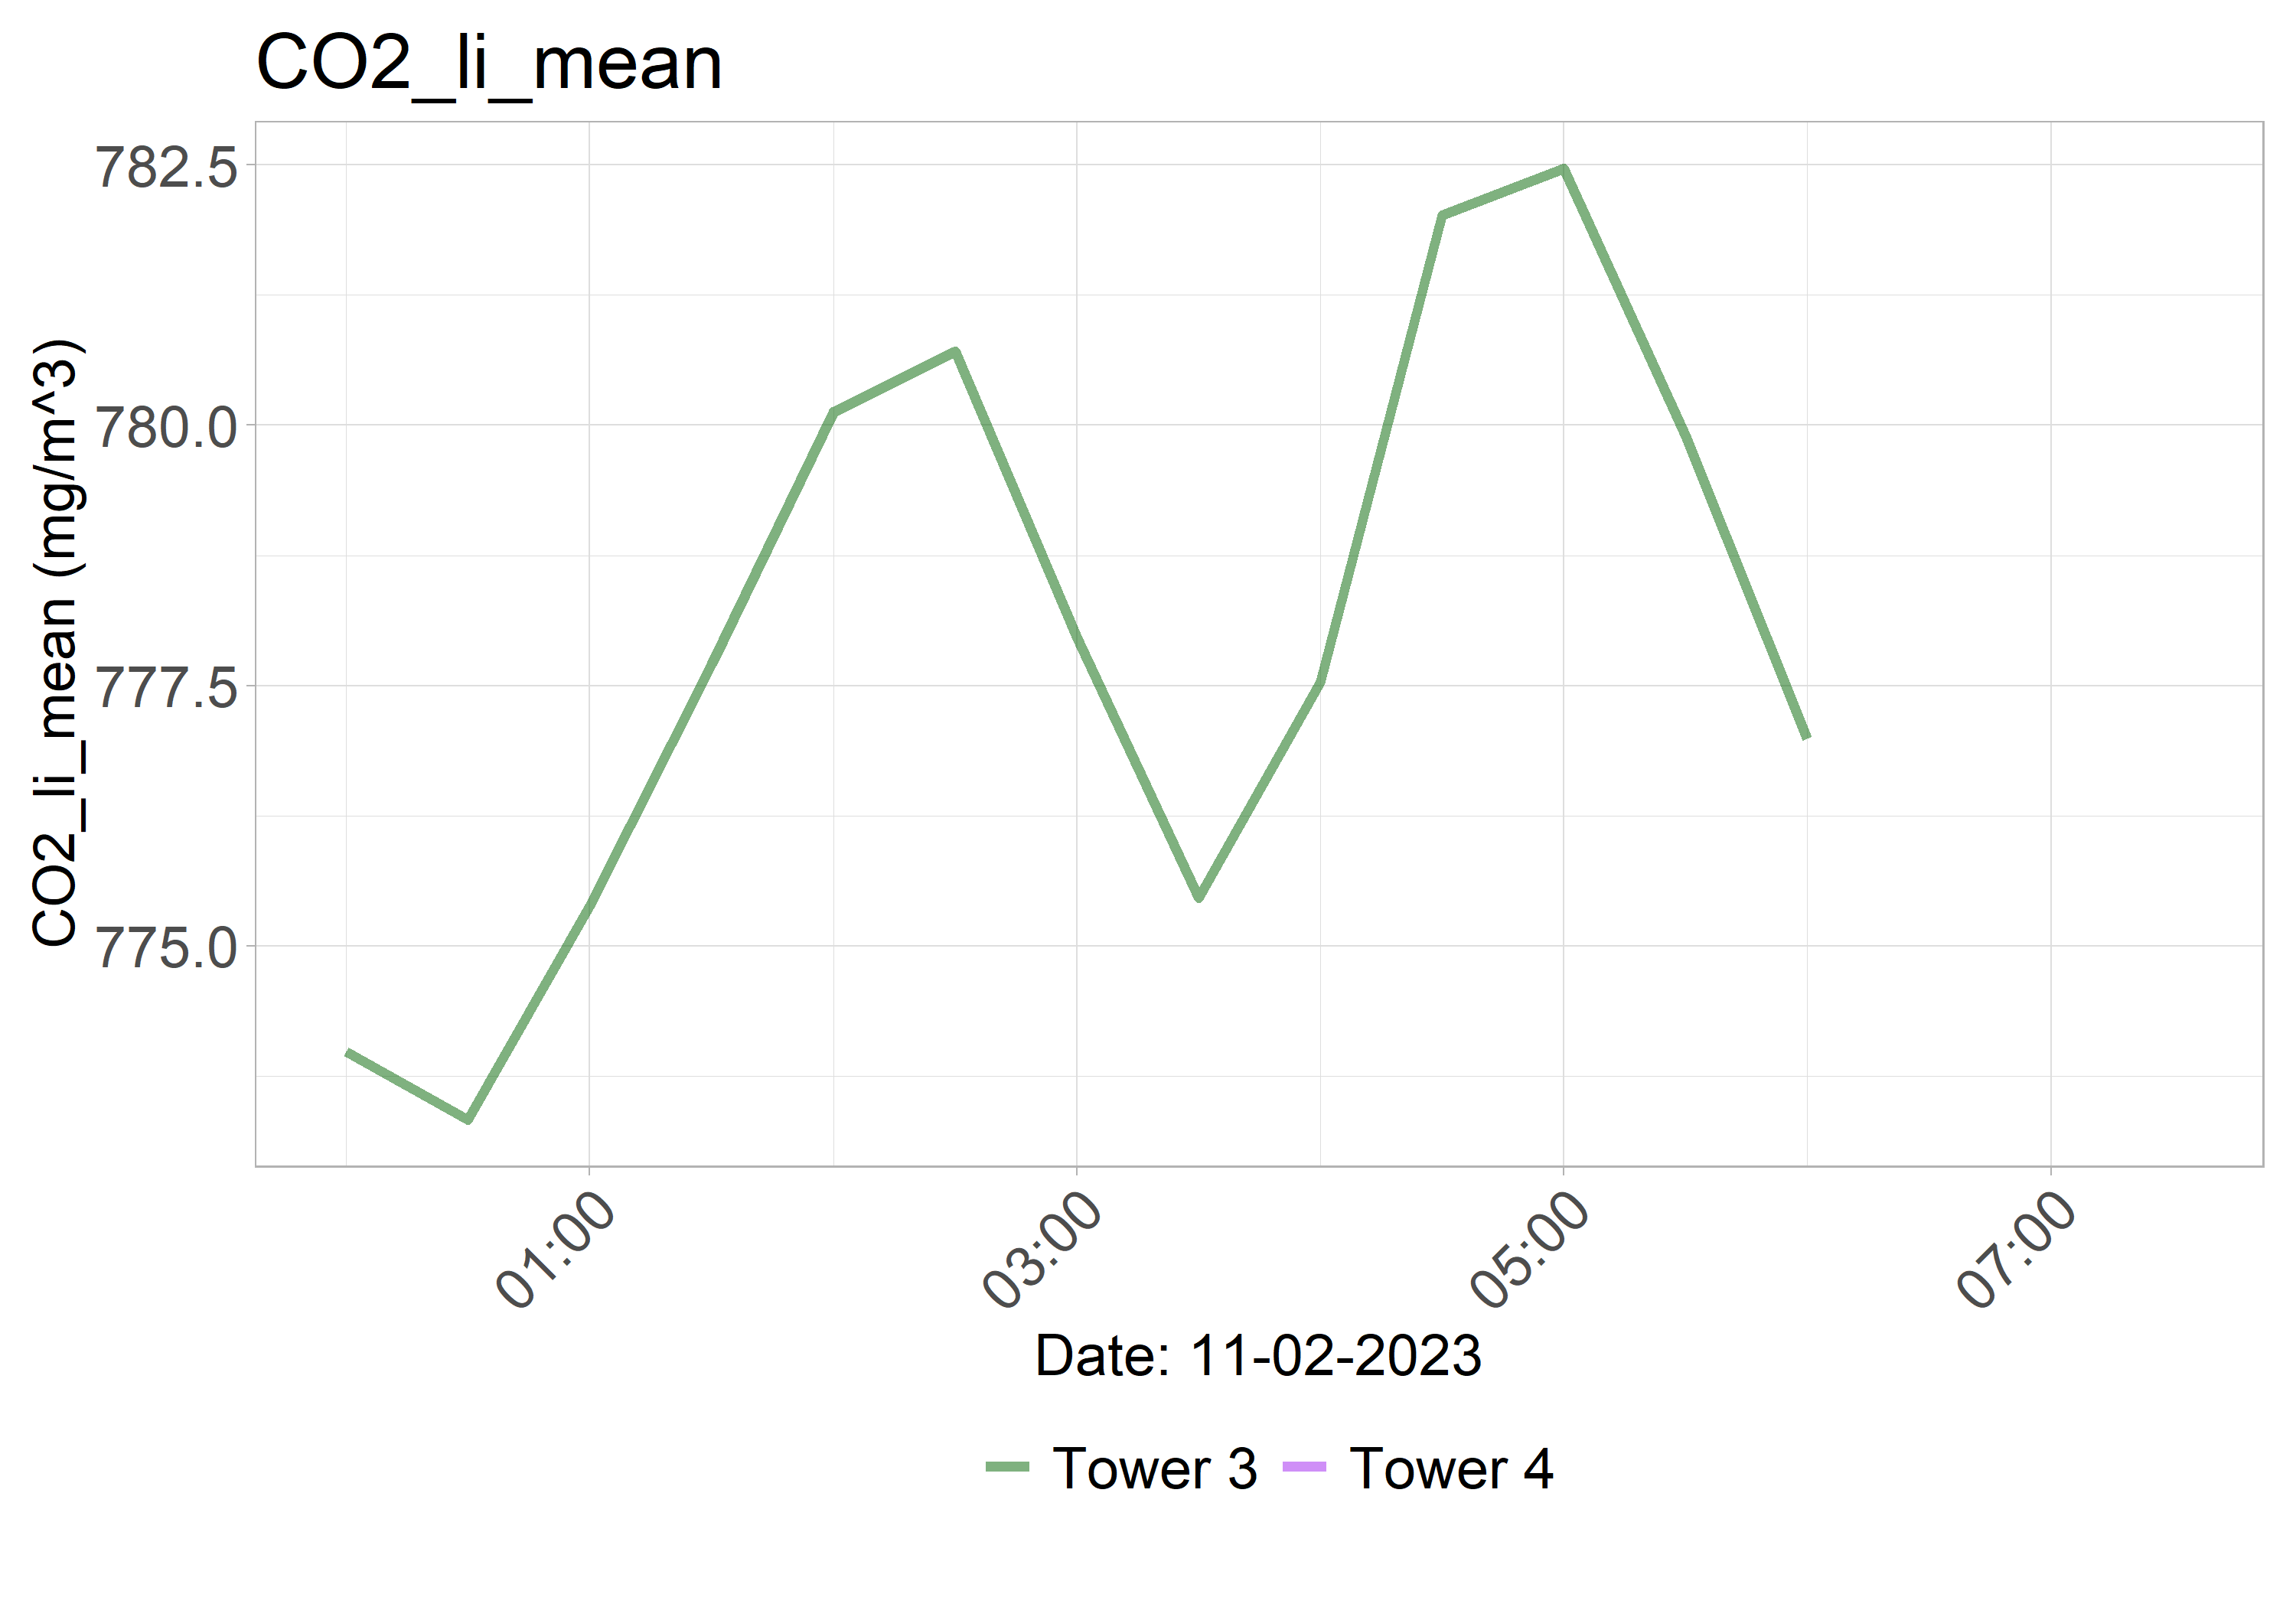 CO2_li_mean
CO2_li_mean (mg/m^3)
782.5
780.0
777.5
775.0
01:00
03:00
05:00
07:00
Date: 11-02-2023
Tower 3
Tower 4